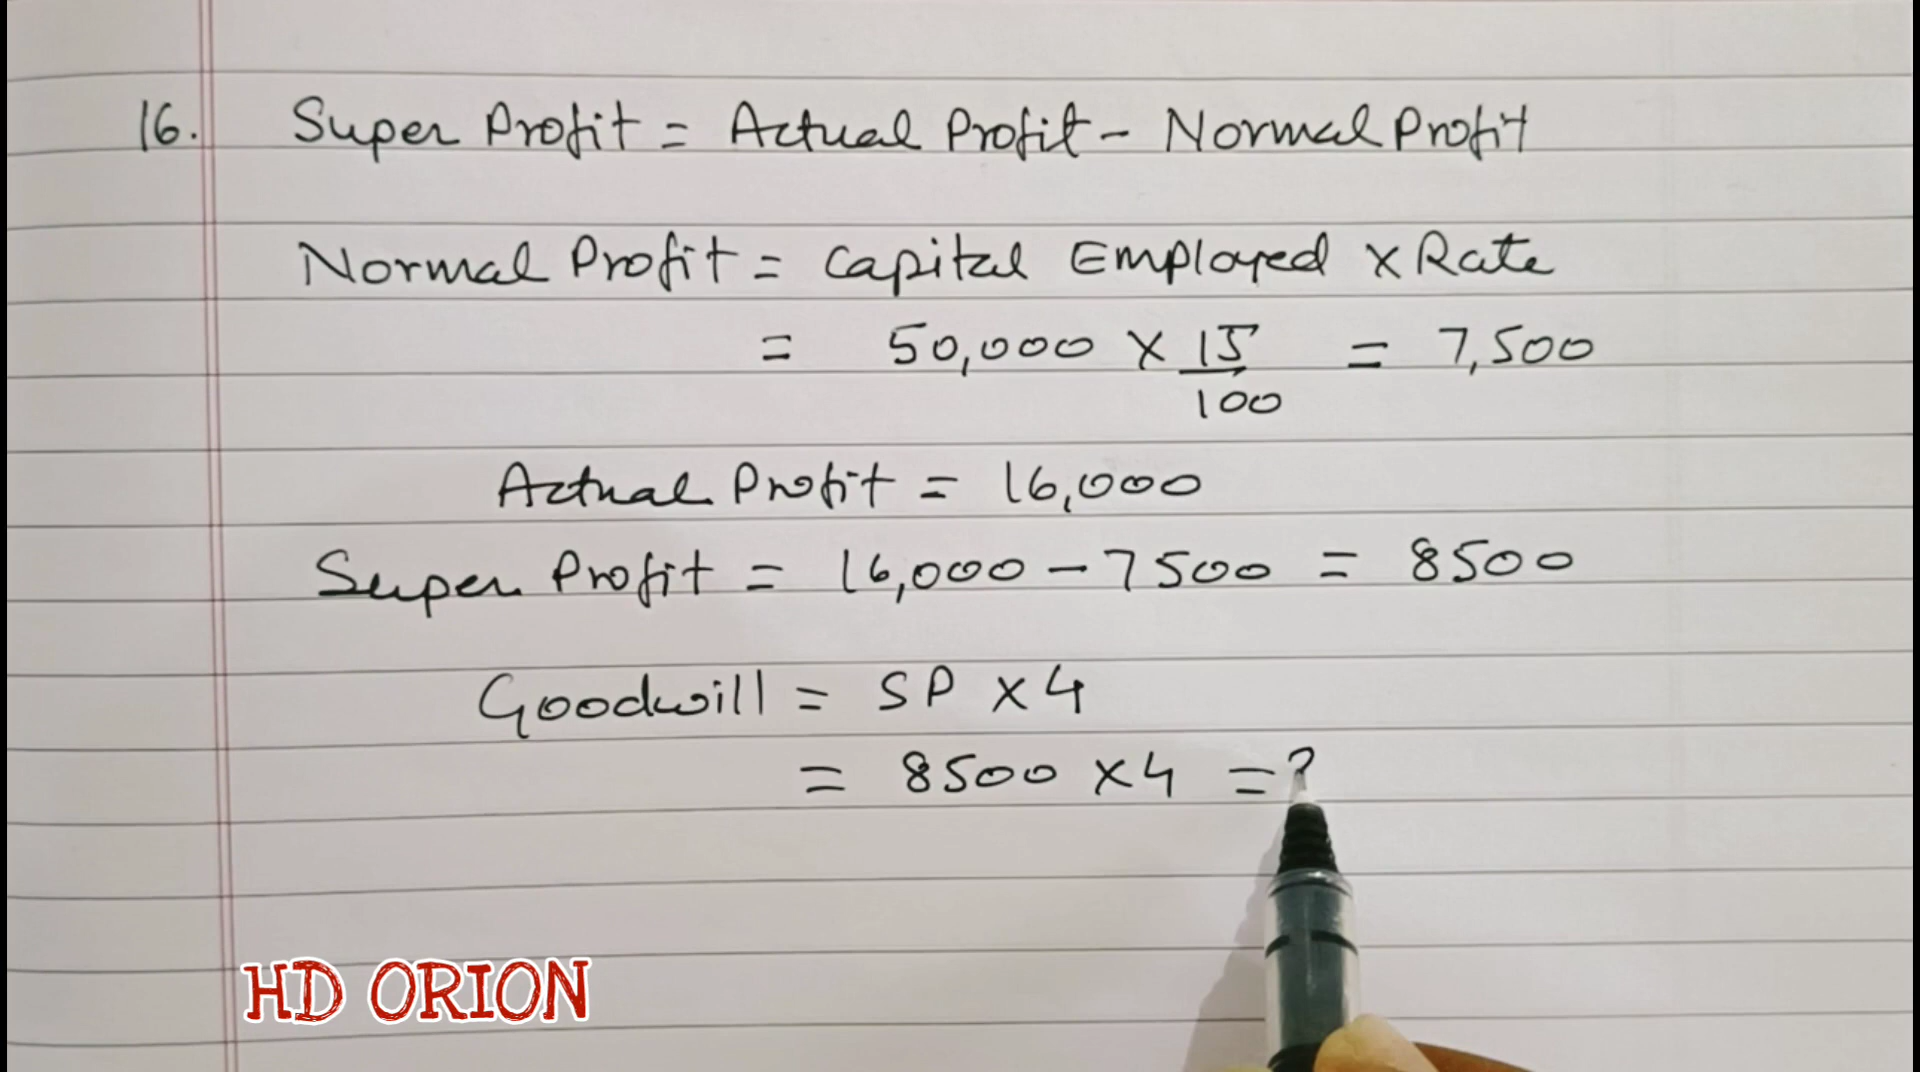 16. Super Profit = Actual Profit - Normal Profit
Normal Profit = Capital Employed x Rate
= 50,000 x 15/100 = 7,500
Actual Profit = 16,000
Super Profit = 16,000 - 7500 = 8500
Goodwill = SP x 4
= 8500 x 4 =
HD ORION